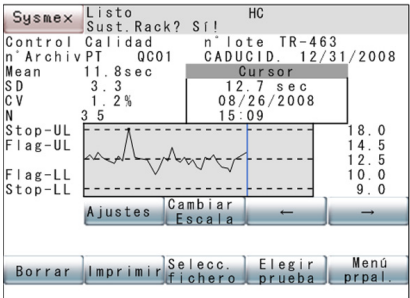 Sysmex Listo HC
Sust.Rack? Sí!
Control Calidad n°lote TR-463
n°Archiv PT QC01 CADUCID. 12/31/2008
Mean 11.8sec Cursor
SD 3.3 12.7 sec
CV 1.2% 08/26/2008
N 35 15:09
Stop-UL 18.0
Flag-UL 14.5
12.5
Flag-LL 10.0
Stop-LL 9.0
Ajustes Cambiar Escala ← →
Borrar Imprimir Selecc. fichero Elegir prueba Menú prpal.